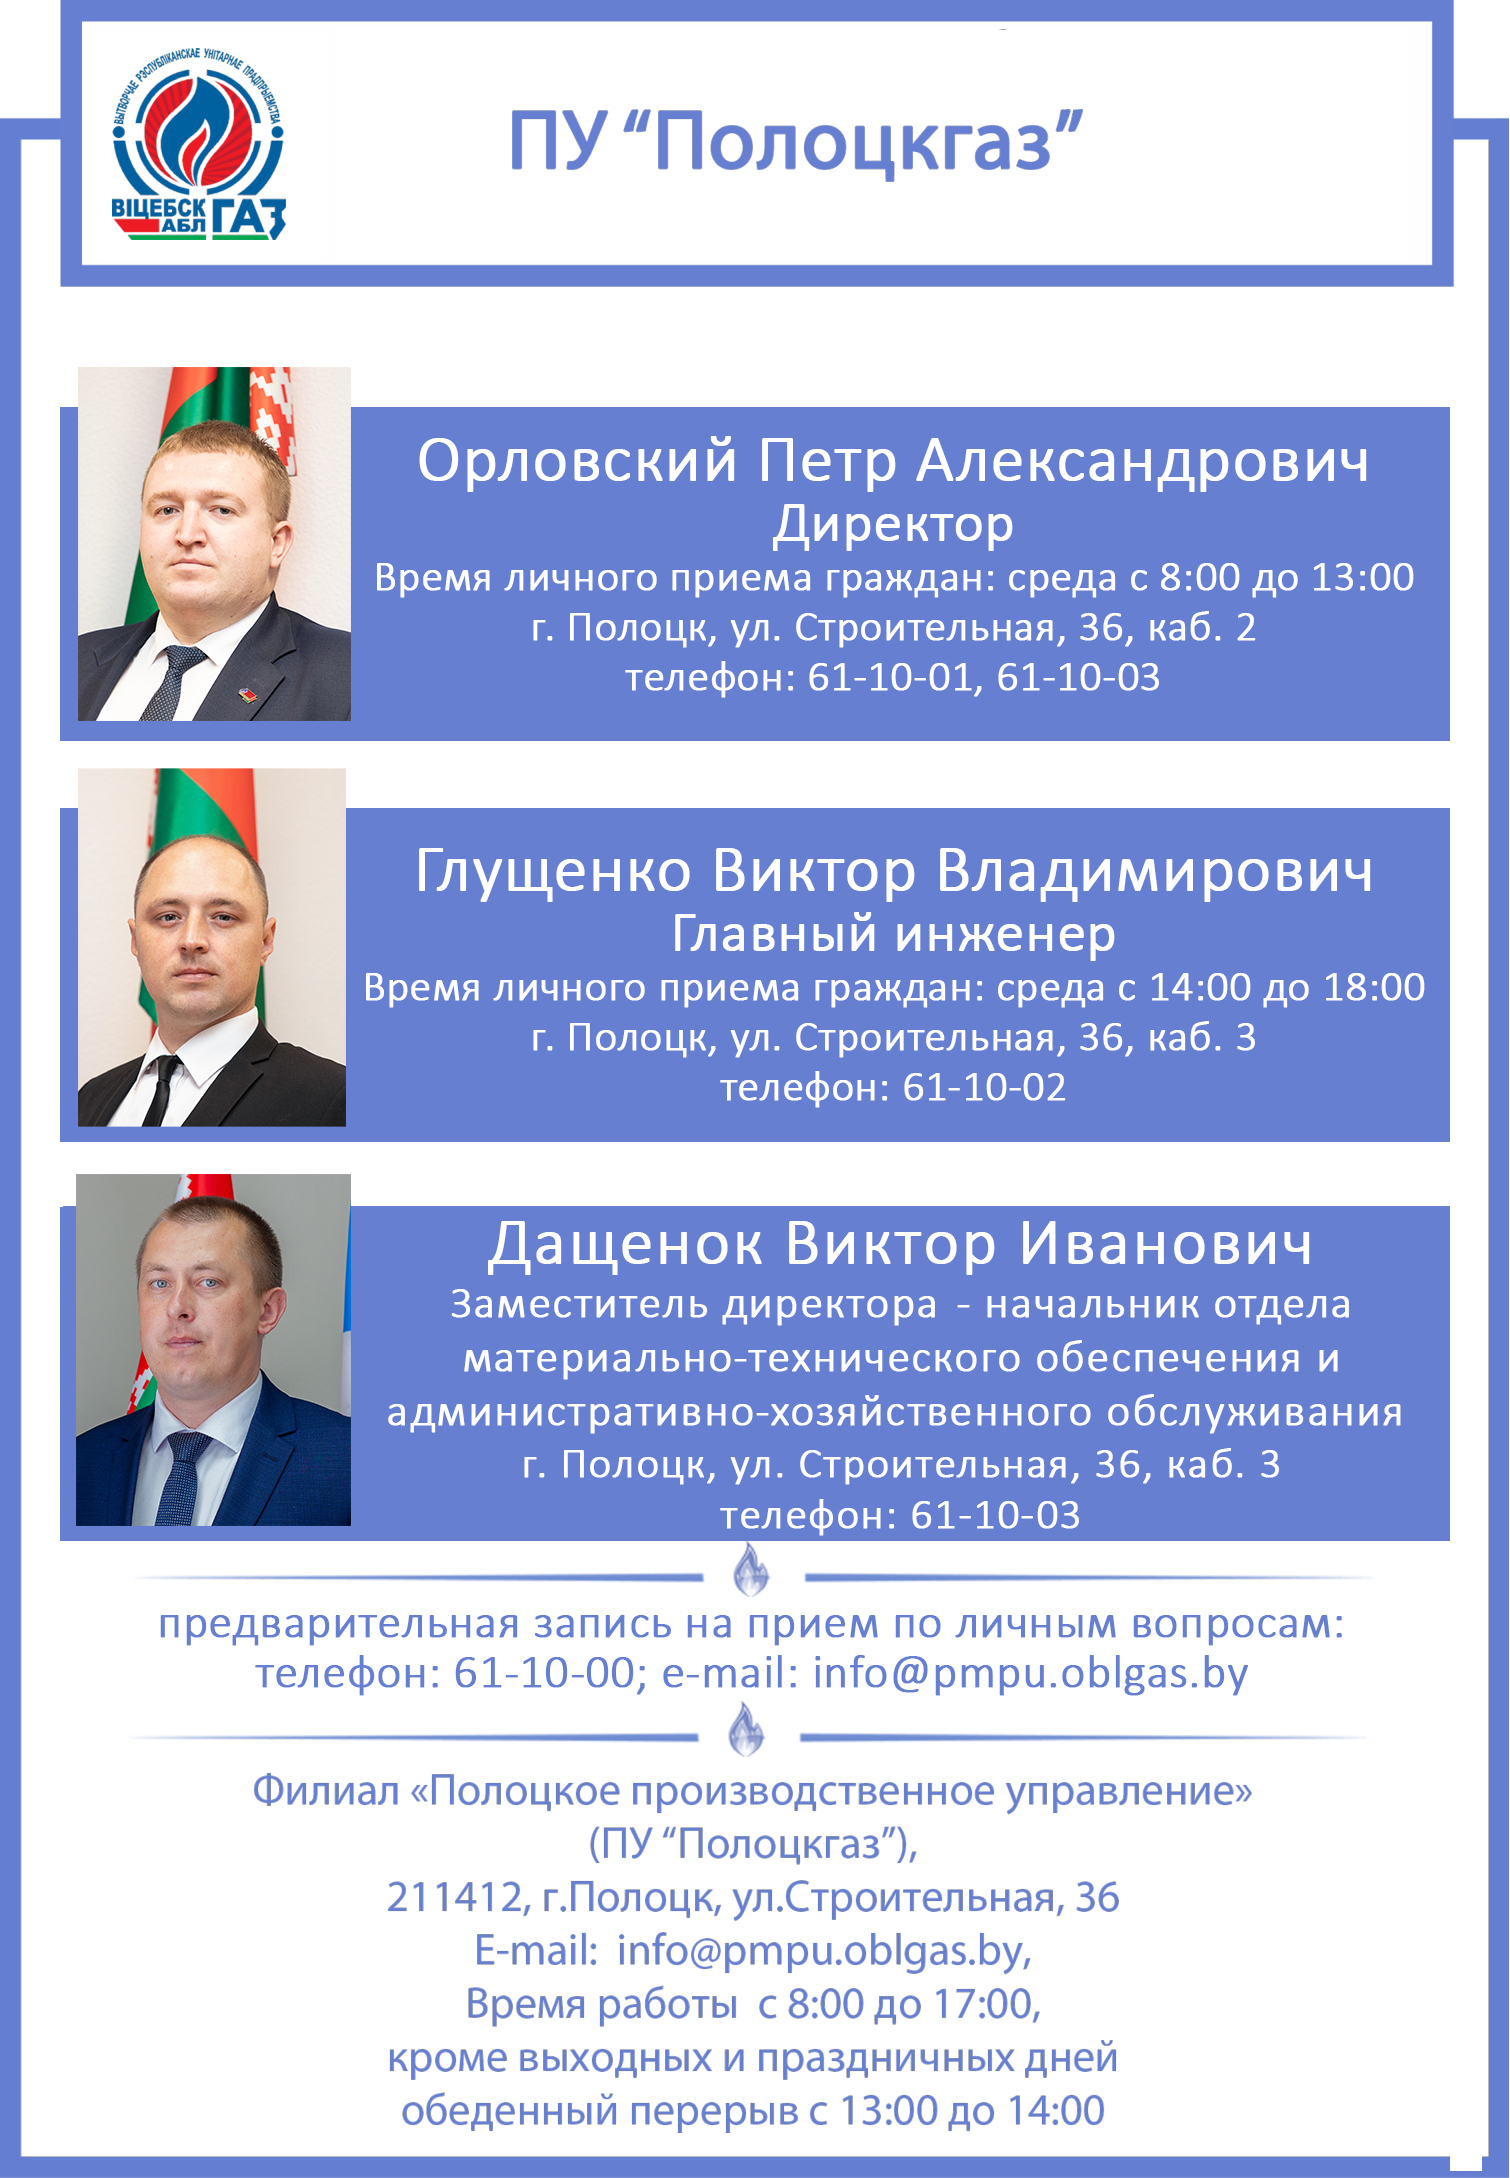 ВЫТВОРЧАЕ РЭСПУБЛІКАНСКАЕ УНІТАРНАЕ ПРАДПРЫЕМСТВА
ВІЦЕБСК
АБЛ
ГАЗ
ПУ “Полоцкгаз”
Орловский Петр Александрович
Директор
Время личного приема граждан: среда с 8:00 до 13:00
г. Полоцк, ул. Строительная, 36, каб. 2
телефон: 61-10-01, 61-10-03
Глущенко Виктор Владимирович
Главный инженер
Время личного приема граждан: среда с 14:00 до 18:00
г. Полоцк, ул. Строительная, 36, каб. 3
телефон: 61-10-02
Дащенок Виктор Иванович
Заместитель директора - начальник отдела
материально-технического обеспечения и
административно-хозяйственного обслуживания
г. Полоцк, ул. Строительная, 36, каб. 3
телефон: 61-10-03
предварительная запись на прием по личным вопросам:
телефон: 61-10-00; e-mail: info@pmpu.oblgas.by
Филиал «Полоцкое производственное управление»
(ПУ “Полоцкгаз”),
211412, г.Полоцк, ул.Строительная, 36
E-mail: info@pmpu.oblgas.by,
Время работы с 8:00 до 17:00,
кроме выходных и праздничных дней
обеденный перерыв с 13:00 до 14:00